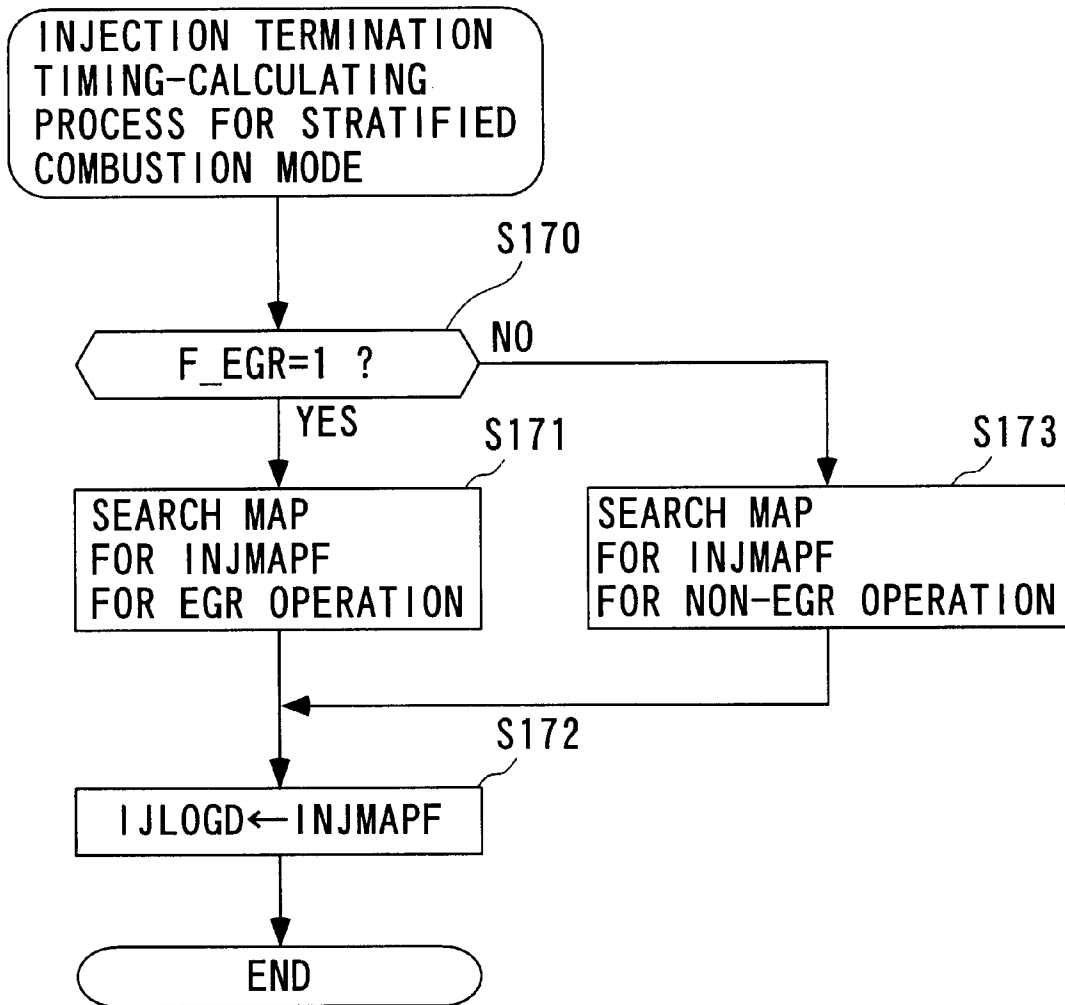 INJECTION TERMINATION
TIMING-CALCULATING
PROCESS FOR STRATIFIED
COMBUSTION MODE
S170
F_EGR=1 ?
NO
YES
S171
SEARCH MAP
FOR INJMAPF
FOR EGR OPERATION
S173
SEARCH MAP
FOR INJMAPF
FOR NON-EGR OPERATION
S172
IJLOGD←INJMAPF
END